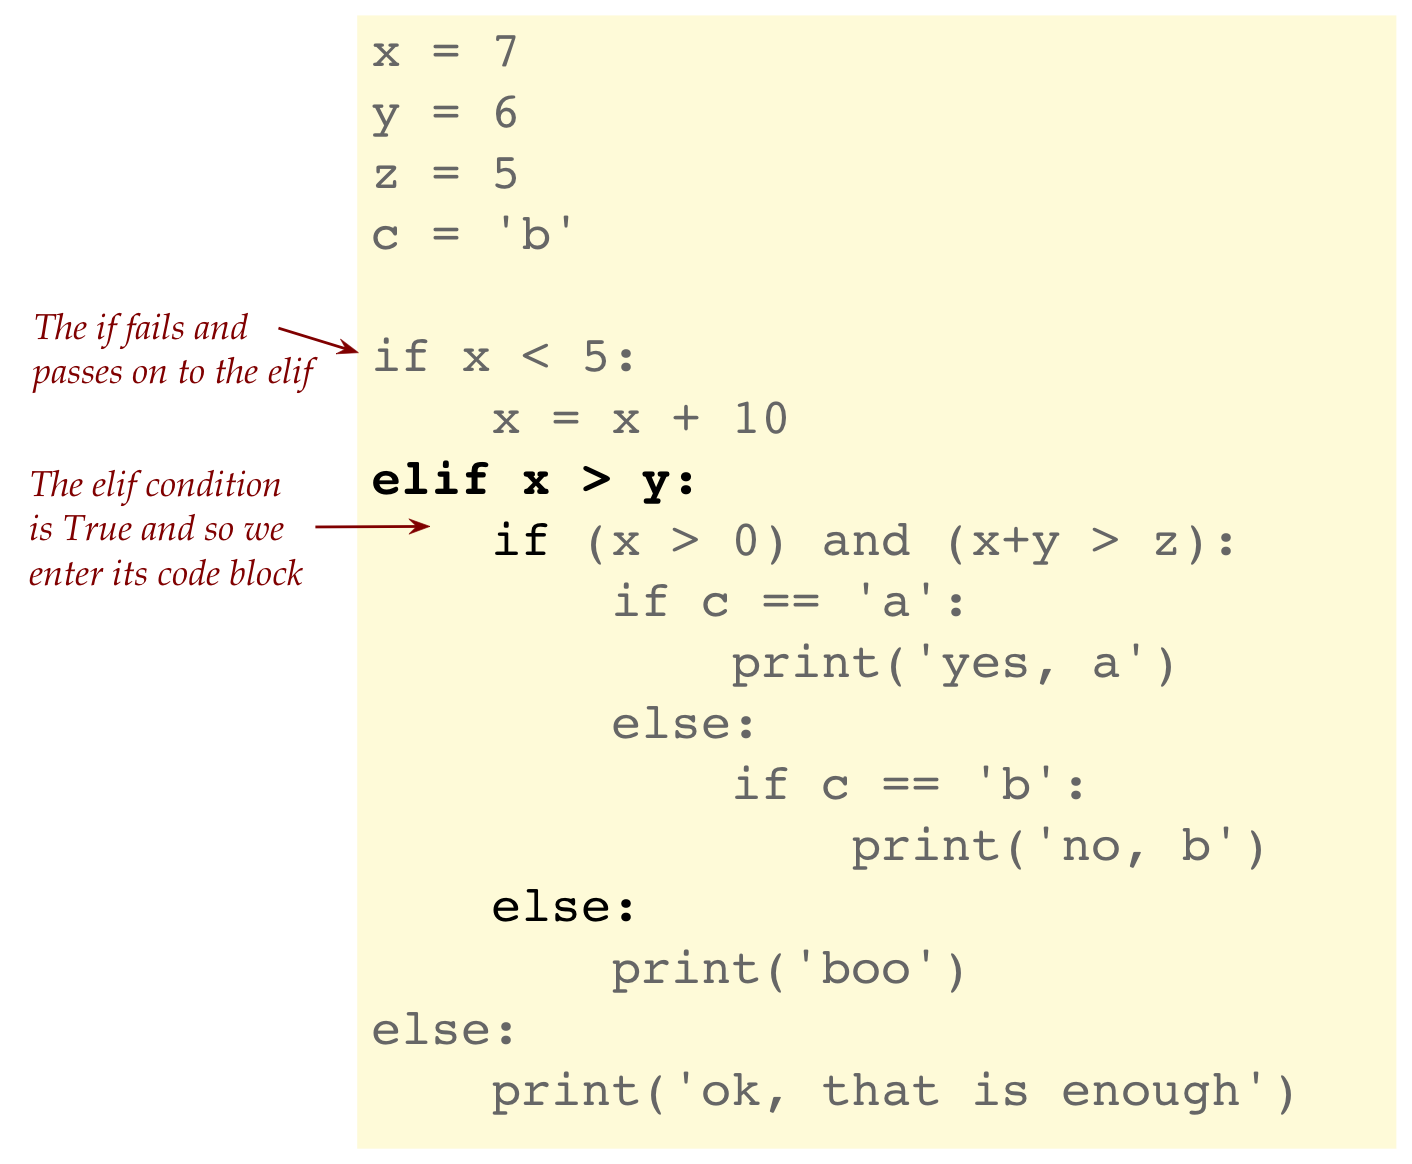 x = 7
y = 6
z = 5
c = 'b'
The if fails and
passes on to the elif
if x < 5:
    x = x + 10
elif x > y:
The elif condition
is True and so we
enter its code block
    if (x > 0) and (x+y > z):
        if c == 'a':
            print('yes, a')
        else:
            if c == 'b':
                print('no, b')
    else:
        print('boo')
else:
    print('ok, that is enough')